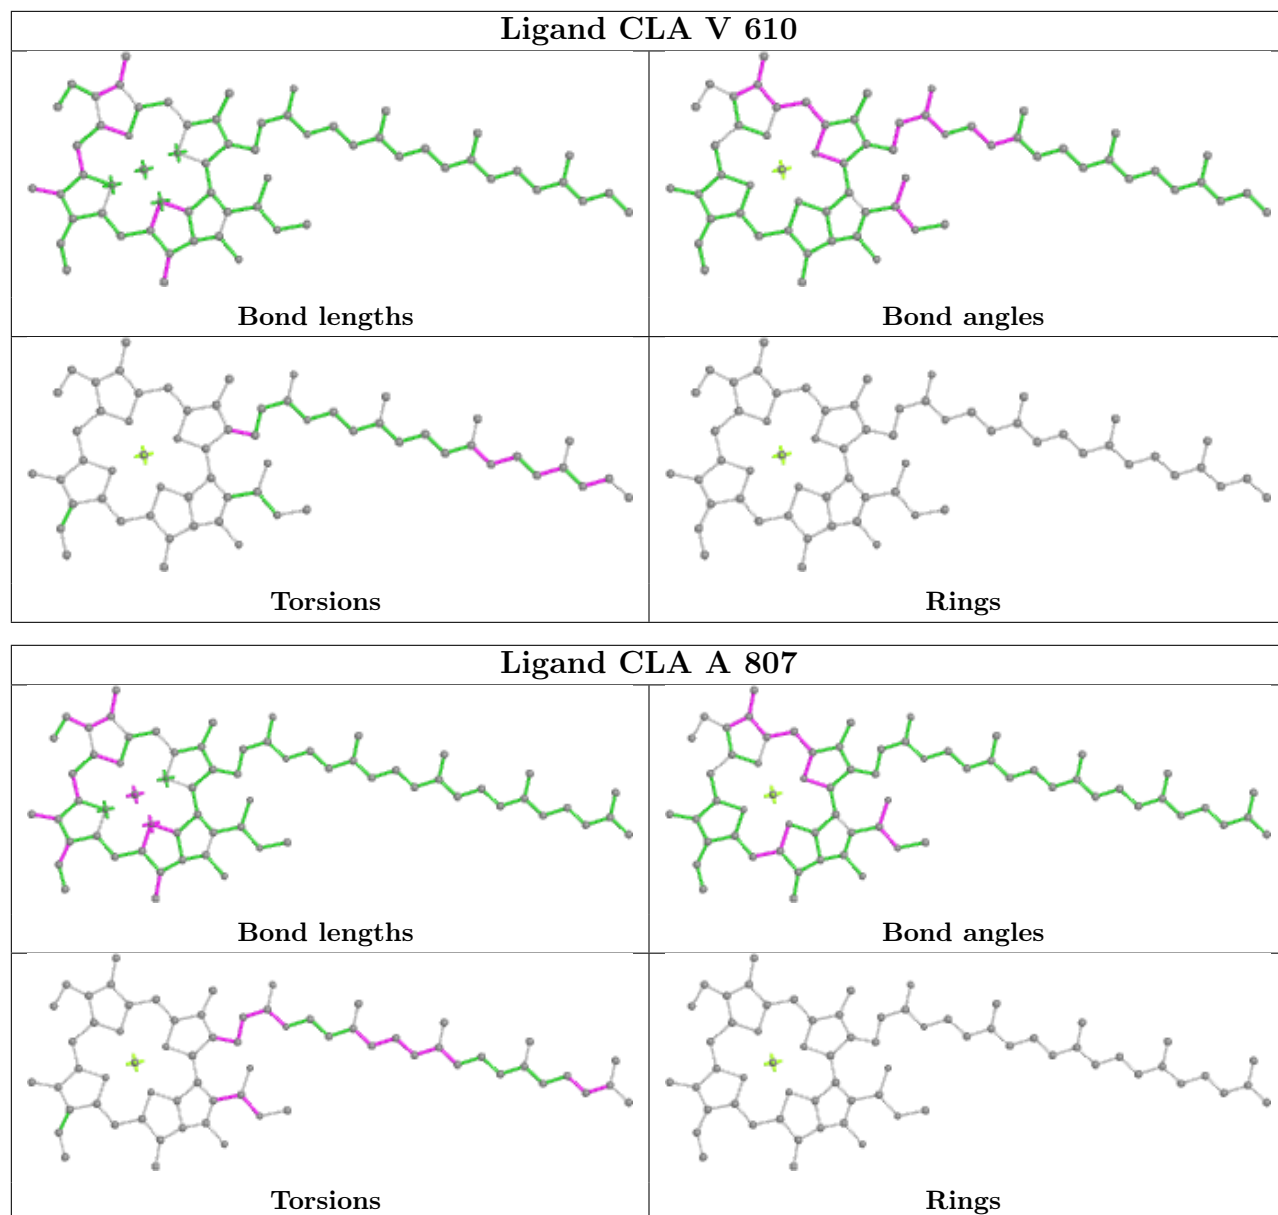 Ligand CLA V 610
Bond lengths
Bond angles
Torsions
Rings
Ligand CLA A 807
Bond lengths
Bond angles
Torsions
Rings